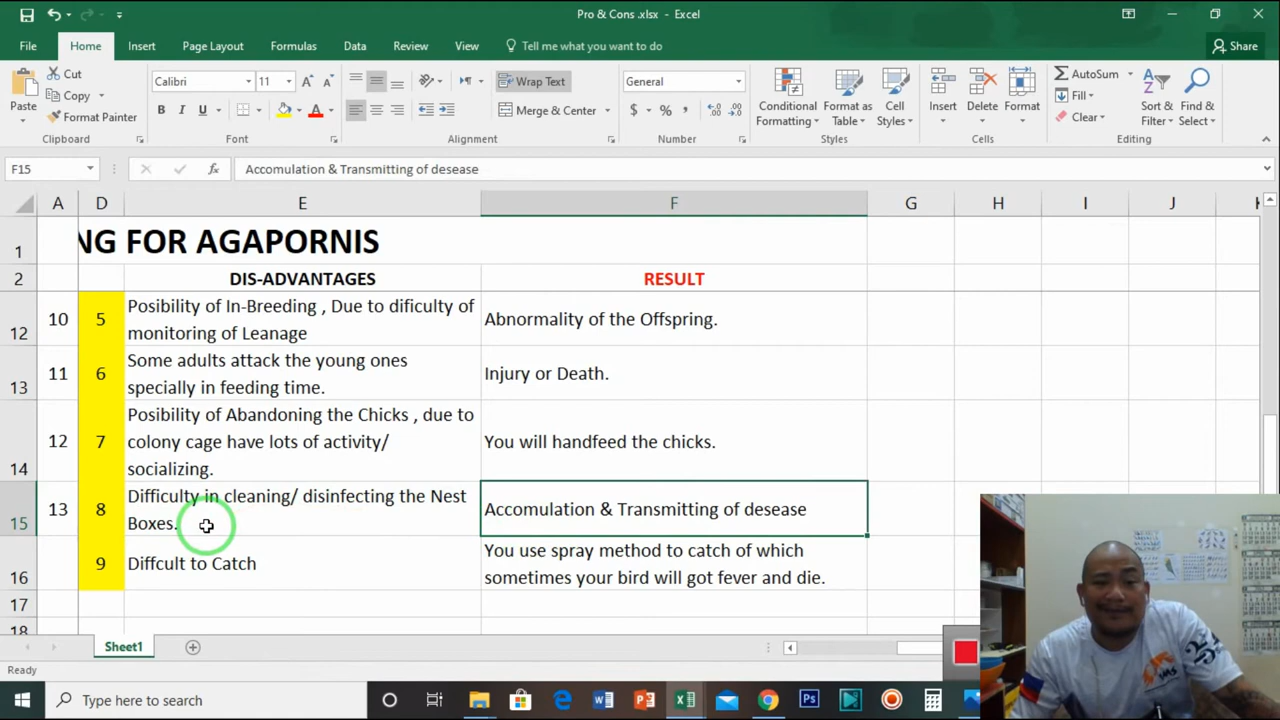 Pro & Cons .xlsx - Excel
File Home Insert Page Layout Formulas Data Review View Tell me what you want to do Share
Cut
Copy
Format Painter
Paste
Clipboard
Calibri 11
B I U
Font
Wrap Text
Merge & Center
Alignment
General
$ % ,
Number
Conditional Formatting
Format as Table
Cell Styles
Styles
Insert Delete Format
Cells
AutoSum
Fill
Clear
Sort & Filter
Find & Select
Editing
F15 fx Accomulation & Transmitting of desease
A D E F G H I J
1 NG FOR AGAPORNIS
2 DIS-ADVANTAGES RESULT
12 10 5 Posibility of In-Breeding , Due to dificulty of
monitoring of Leanage
Abnormality of the Offspring.
13 11 6 Some adults attack the young ones
specially in feeding time.
Injury or Death.
14 12 7 Posibility of Abandoning the Chicks , due to
colony cage have lots of activity/
socializing.
You will handfeed the chicks.
15 13 8 Difficulty in cleaning/ disinfecting the Nest
Boxes.
Accomulation & Transmitting of desease
16 9 Diffcult to Catch
You use spray method to catch of which
sometimes your bird will got fever and die.
17
18
Sheet1
Ready
Type here to search